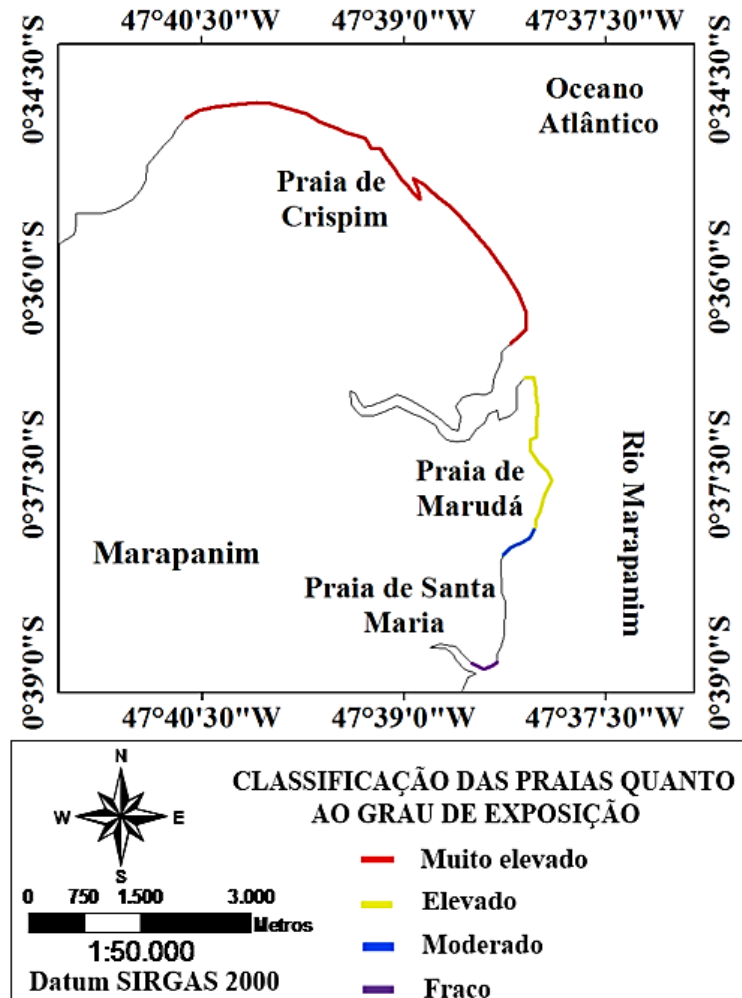 47°40'30"W 47°39'0"W 47°37'30"W
0°34'30"S
0°36'0"S
0°37'30"S
0°39'0"S
Oceano
Atlântico
Praia de
Crispim
Praia de
Marudá
Rio Marapanim
Marapanim
Praia de Santa
Maria
0°34'30"S
0°36'0"S
0°37'30"S
0°39'0"S
47°40'30"W 47°39'0"W 47°37'30"W
N
W E
S
0 750 1.500 3.000
Metros
1:50.000
Datum SIRGAS 2000
CLASSIFICAÇÃO DAS PRAIAS QUANTO
AO GRAU DE EXPOSIÇÃO
Muito elevado
Elevado
Moderado
Fraco